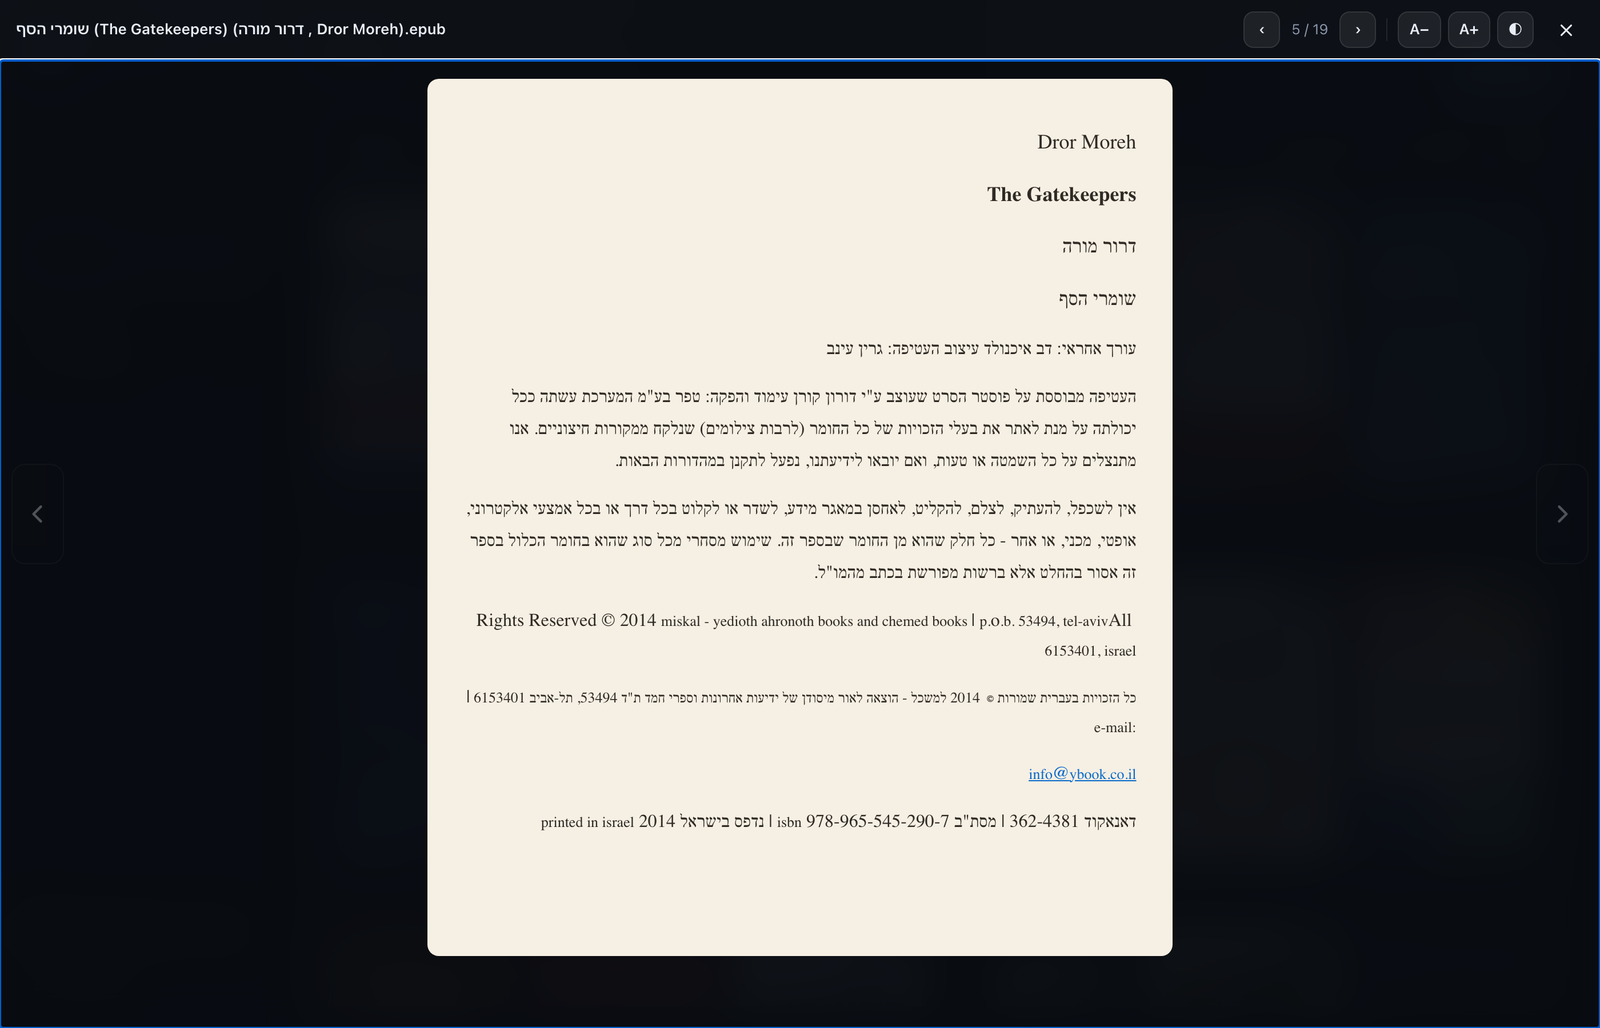 שומרי הסף (The Gatekeepers) (דרור מורה , Dror Moreh).epub
‹ 5 / 19 › A− A+
Dror Moreh
The Gatekeepers
דרור מורה
שומרי הסף
עורך אחראי: דב איכנולד עיצוב העטיפה: גרין עינב
העטיפה מבוססת על פוסטר הסרט שעוצב ע"י דורון קורן עימוד והפקה: טפר בע"מ המערכת עשתה ככל
יכולתה על מנת לאתר את בעלי הזכויות של כל החומר (לרבות צילומים) שנלקח ממקורות חיצוניים. אנו
מתנצלים על כל השמטה או טעות, ואם יובאו לידיעתנו, נפעל לתקנן במהדורות הבאות.
אין לשכפל, להעתיק, לצלם, להקליט, לאחסן במאגר מידע, לשדר או לקלוט בכל דרך או בכל אמצעי אלקטרוני,
אופטי, מכני, או אחר - כל חלק שהוא מן החומר שבספר זה. שימוש מסחרי מכל סוג שהוא בחומר הכלול בספר
זה אסור בהחלט אלא ברשות מפורשת בכתב מהמו"ל.
Rights Reserved © 2014 miskal - yedioth ahronoth books and chemed books | p.o.b. 53494, tel-avivAll
6153401, israel
כל הזכויות בעברית שמורות © 2014 למשכל - הוצאה לאור מיסודן של ידיעות אחרונות וספרי חמד ת"ד 53494, תל-אביב 6153401 |
e-mail:
info@ybook.co.il
דאנאקוד 362-4381 | מסת"ב 978-965-545-290-7 isbn | נדפס בישראל 2014 printed in israel